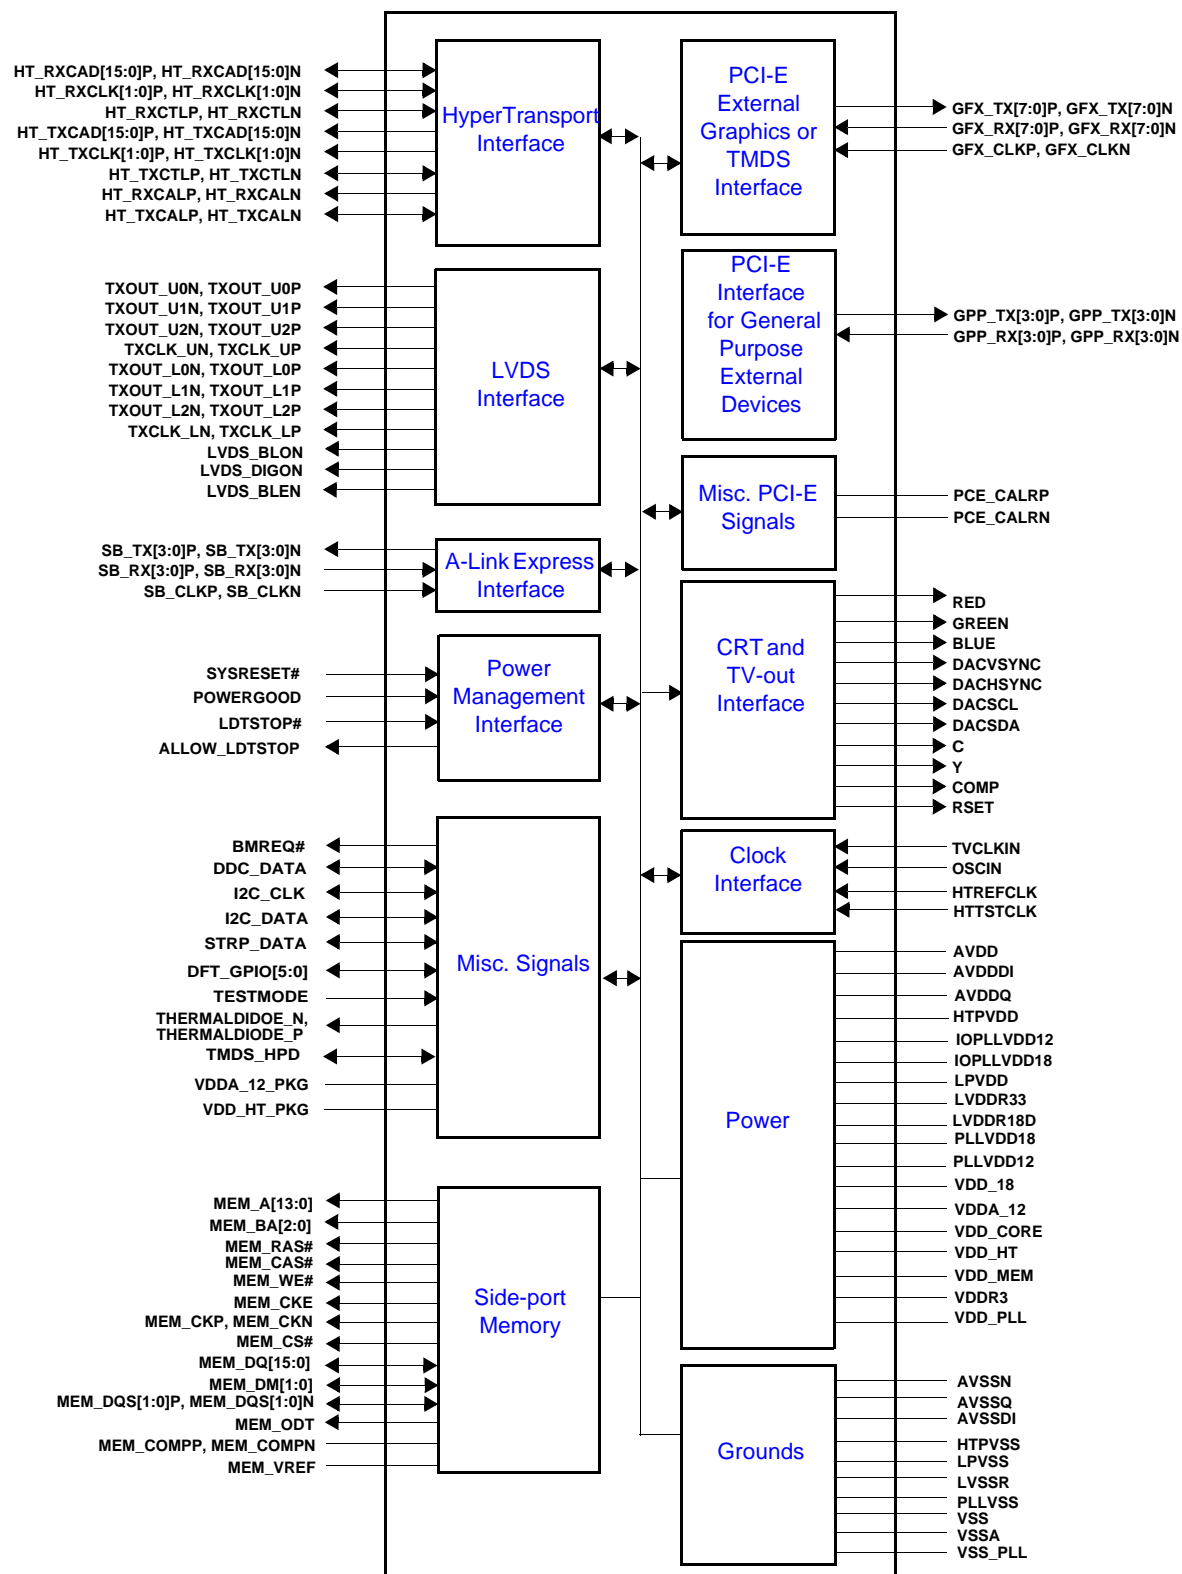 HT_RXCAD[15:0]P, HT_RXCAD[15:0]N
HT_RXCLK[1:0]P, HT_RXCLK[1:0]N
HT_RXCTLP, HT_RXCTLN
HT_TXCAD[15:0]P, HT_TXCAD[15:0]N
HT_TXCLK[1:0]P, HT_TXCLK[1:0]N
HT_TXCTLP, HT_TXCTLN
HT_RXCALP, HT_RXCALN
HT_TXCALP, HT_TXCALN
HyperTransport
Interface
TXOUT_U0N, TXOUT_U0P
TXOUT_U1N, TXOUT_U1P
TXOUT_U2N, TXOUT_U2P
TXCLK_UN, TXCLK_UP
TXOUT_L0N, TXOUT_L0P
TXOUT_L1N, TXOUT_L1P
TXOUT_L2N, TXOUT_L2P
TXCLK_LN, TXCLK_LP
LVDS_BLON
LVDS_DIGON
LVDS_BLEN
LVDS
Interface
SB_TX[3:0]P, SB_TX[3:0]N
SB_RX[3:0]P, SB_RX[3:0]N
SB_CLKP, SB_CLKN
A-Link Express
Interface
SYSRESET#
POWERGOOD
LDTSTOP#
ALLOW_LDTSTOP
Power
Management
Interface
BMREQ#
DDC_DATA
I2C_CLK
I2C_DATA
STRP_DATA
DFT_GPIO[5:0]
TESTMODE
THERMALDIDOE_N,
THERMALDIODE_P
TMDS_HPD
VDDA_12_PKG
VDD_HT_PKG
Misc. Signals
MEM_A[13:0]
MEM_BA[2:0]
MEM_RAS#
MEM_CAS#
MEM_WE#
MEM_CKE
MEM_CKP, MEM_CKN
MEM_CS#
MEM_DQ[15:0]
MEM_DM[1:0]
MEM_DQS[1:0]P, MEM_DQS[1:0]N
MEM_ODT
MEM_COMPP, MEM_COMPN
MEM_VREF
Side-port
Memory
PCI-E
External
Graphics or
TMDS
Interface
GFX_TX[7:0]P, GFX_TX[7:0]N
GFX_RX[7:0]P, GFX_RX[7:0]N
GFX_CLKP, GFX_CLKN
PCI-E
Interface
for General
Purpose
External
Devices
GPP_TX[3:0]P, GPP_TX[3:0]N
GPP_RX[3:0]P, GPP_RX[3:0]N
Misc. PCI-E
Signals
PCE_CALRP
PCE_CALRN
CRT and
TV-out
Interface
RED
GREEN
BLUE
DACVSYNC
DACHSYNC
DACSCL
DACSDA
C
Y
COMP
RSET
Clock
Interface
TVCLKIN
OSCIN
HTREFCLK
HTTSTCLK
Power
AVDD
AVDDDI
AVDDQ
HTPVDD
IOPLLVDD12
IOPLLVDD18
LPVDD
LVDDR33
LVDDR18D
PLLVDD18
PLLVDD12
VDD_18
VDDA_12
VDD_CORE
VDD_HT
VDD_MEM
VDDR3
VDD_PLL
Grounds
AVSSN
AVSSQ
AVSSDI
HTPVSS
LPVSS
LVSSR
PLLVSS
VSS
VSSA
VSS_PLL